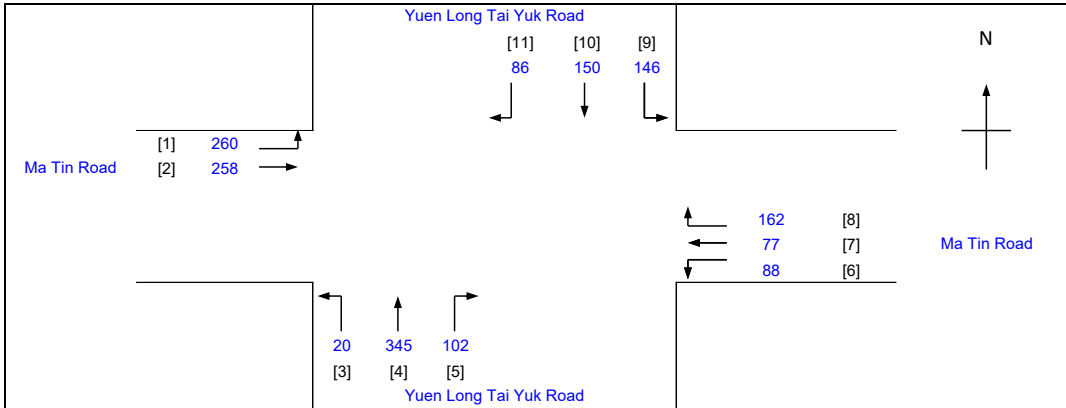 Yuen Long Tai Yuk Road
[11] [10] [9]
86 150 146
N
[1] 260
Ma Tin Road [2] 258
162 [8]
77 [7] Ma Tin Road
88 [6]
20 345 102
[3] [4] [5]
Yuen Long Tai Yuk Road